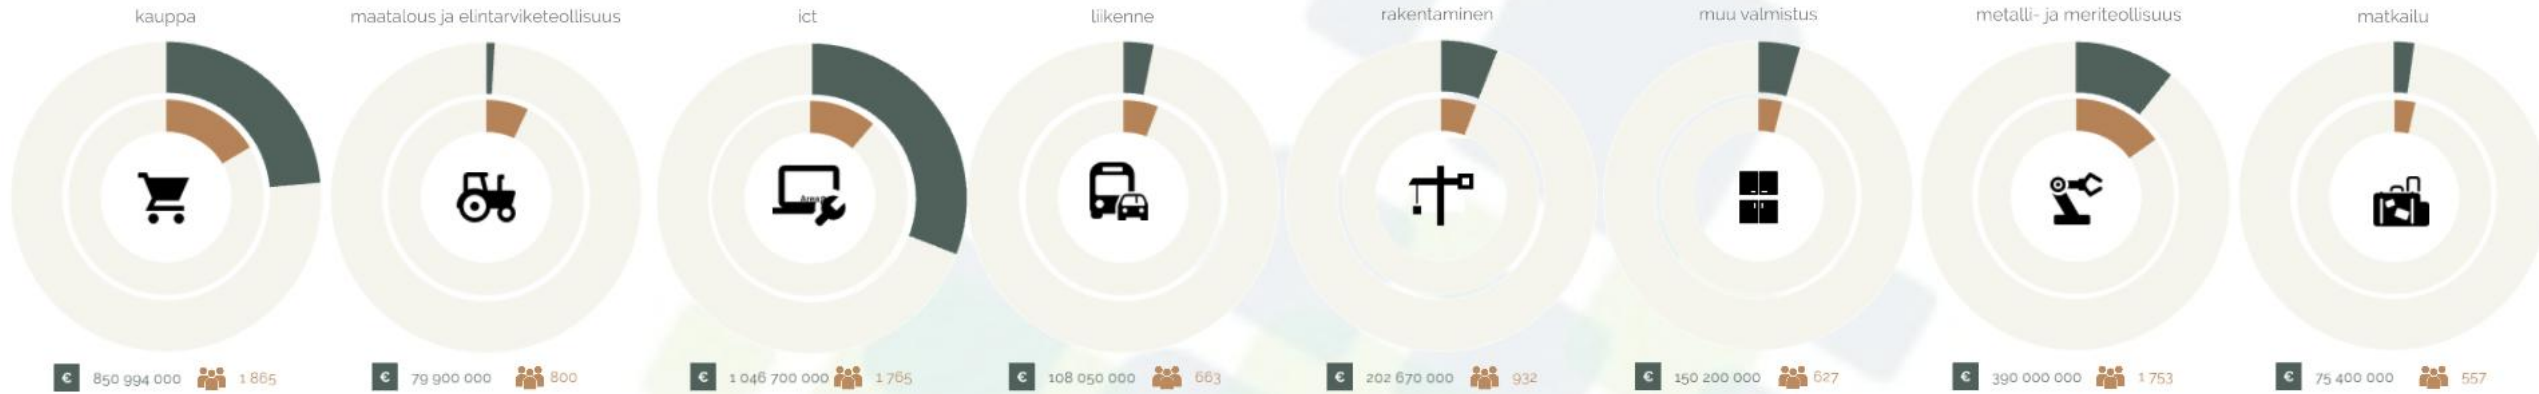 kauppa
maatalous ja elintarviketeollisuus
ict
liikenne
rakentaminen
muu valmistus
metalli- ja meriteollisuus
matkailu
€ 850 994 000 1 865
€ 79 900 000 800
€ 1 046 700 000 1 765
€ 108 050 000 663
€ 202 670 000 932
€ 150 200 000 627
€ 390 000 000 1 753
€ 75 400 000 557